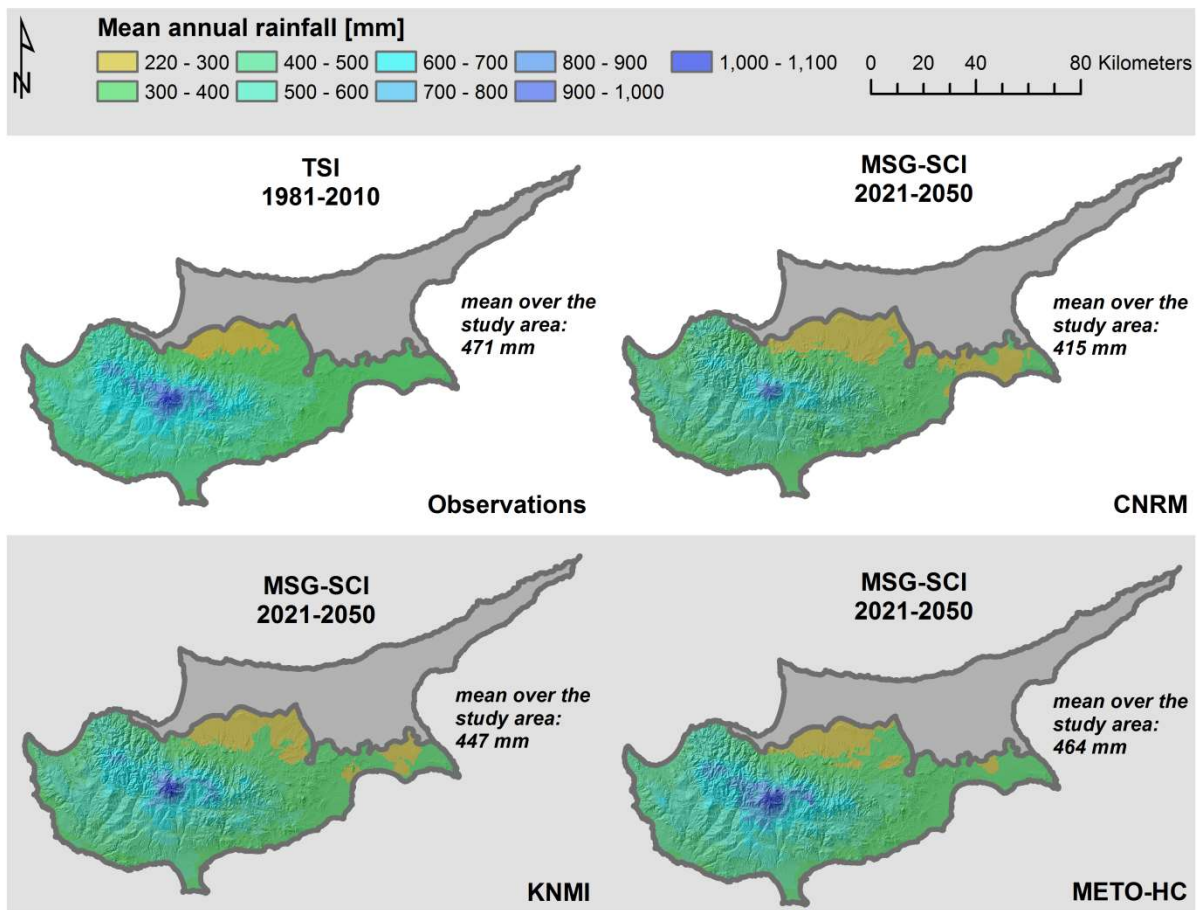 N
Mean annual rainfall [mm]
220 - 300
400 - 500
600 - 700
800 - 900
1,000 - 1,100
300 - 400
500 - 600
700 - 800
900 - 1,000
0 20 40 80 Kilometers
TSI
1981-2010
mean over the
study area:
471 mm
Observations
MSG-SCI
2021-2050
mean over the
study area:
415 mm
CNRM
MSG-SCI
2021-2050
mean over the
study area:
447 mm
KNMI
MSG-SCI
2021-2050
mean over the
study area:
464 mm
METO-HC